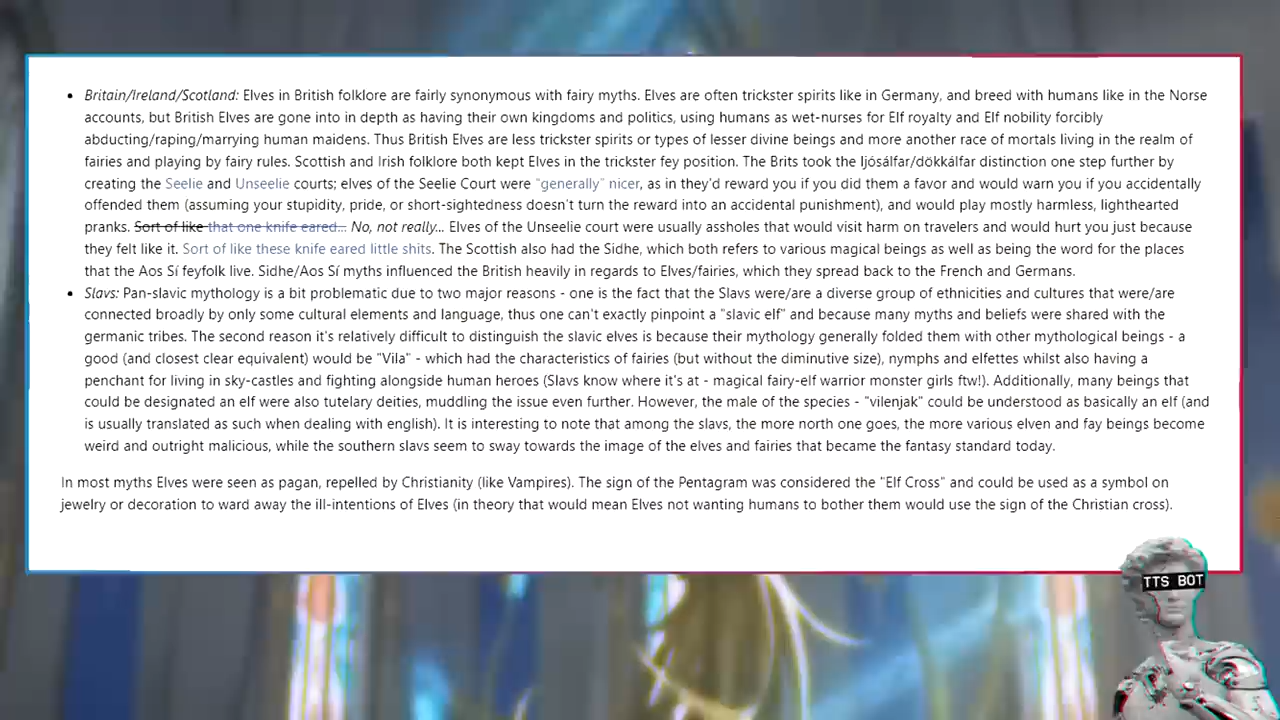 • Britain/Ireland/Scotland: Elves in British folklore are fairly synonymous with fairy myths. Elves are often trickster spirits like in Germany, and breed with humans like in the Norse
accounts, but British Elves are gone into in depth as having their own kingdoms and politics, using humans as wet-nurses for Elf royalty and Elf nobility forcibly
abducting/raping/marrying human maidens. Thus British Elves are less trickster spirits or types of lesser divine beings and more another race of mortals living in the realm of
fairies and playing by fairy rules. Scottish and Irish folklore both kept Elves in the trickster fey position. The Brits took the ljósálfar/dökkálfar distinction one step further by
creating the Seelie and Unseelie courts; elves of the Seelie Court were "generally" nicer, as in they'd reward you if you did them a favor and would warn you if you accidentally
offended them (assuming your stupidity, pride, or short-sightedness doesn't turn the reward into an accidental punishment), and would play mostly harmless, lighthearted
pranks. Sort of like that one knife eared... No, not really... Elves of the Unseelie court were usually assholes that would visit harm on travelers and would hurt you just because
they felt like it. Sort of like these knife eared little shits. The Scottish also had the Sidhe, which both refers to various magical beings as well as being the word for the places
that the Aos Sí feyfolk live. Sidhe/Aos Sí myths influenced the British heavily in regards to Elves/fairies, which they spread back to the French and Germans.
• Slavs: Pan-slavic mythology is a bit problematic due to two major reasons - one is the fact that the Slavs were/are a diverse group of ethnicities and cultures that were/are
connected broadly by only some cultural elements and language, thus one can't exactly pinpoint a "slavic elf" and because many myths and beliefs were shared with the
germanic tribes. The second reason it's relatively difficult to distinguish the slavic elves is because their mythology generally folded them with other mythological beings - a
good (and closest clear equivalent) would be "Vila" - which had the characteristics of fairies (but without the diminutive size), nymphs and elfettes whilst also having a
penchant for living in sky-castles and fighting alongside human heroes (Slavs know where it's at - magical fairy-elf warrior monster girls ftw!). Additionally, many beings that
could be designated an elf were also tutelary deities, muddling the issue even further. However, the male of the species - "vilenjak" could be understood as basically an elf (and
is usually translated as such when dealing with english). It is interesting to note that among the slavs, the more north one goes, the more various elven and fay beings become
weird and outright malicious, while the southern slavs seem to sway towards the image of the elves and fairies that became the fantasy standard today.
In most myths Elves were seen as pagan, repelled by Christianity (like Vampires). The sign of the Pentagram was considered the "Elf Cross" and could be used as a symbol on
jewelry or decoration to ward away the ill-intentions of Elves (in theory that would mean Elves not wanting humans to bother them would use the sign of the Christian cross).
TTS BOT